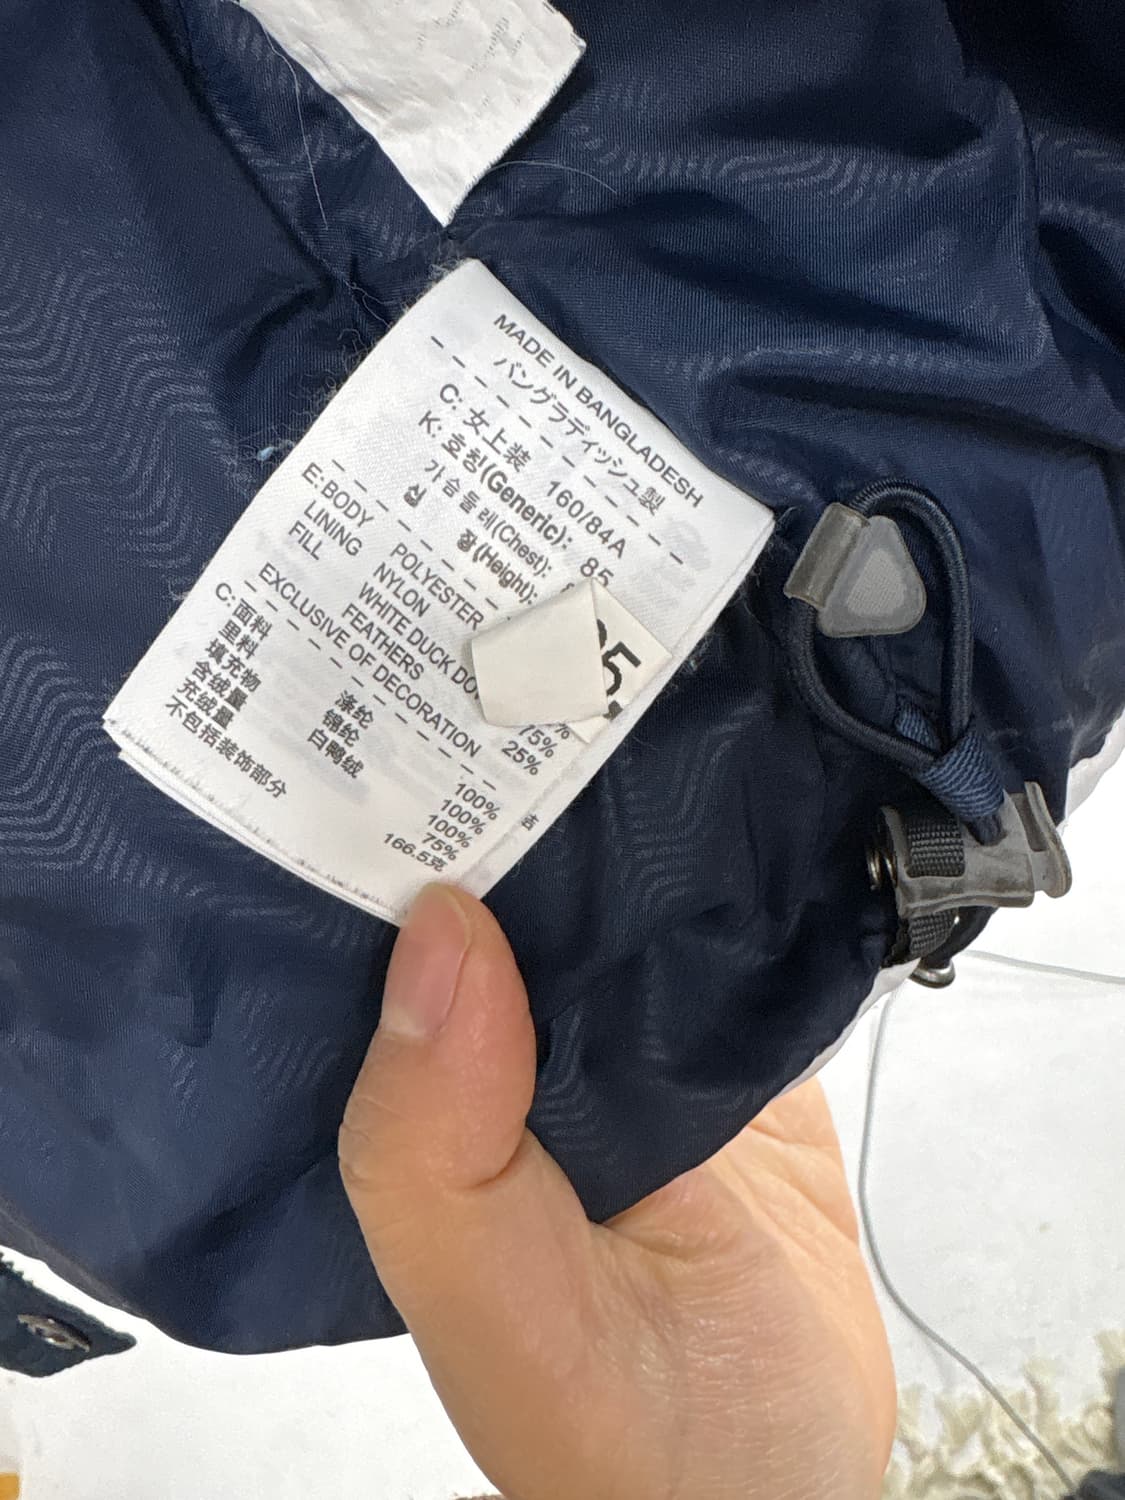 MADE IN BANGLADESH
バングラディッシュ製
C: 女上装 160/84A
K: 호칭(Generic): 85
가슴둘레(Chest):
신 장(Height):
E: BODY POLYESTER
LINING NYLON
FILL WHITE DUCK
FEATHERS 25%
EXCLUSIVE OF DECORATION
C: 面料 涤纶 100%
里料 锦纶 100%
填充物 白鸭绒 100%
含绒量 75%
充绒量 166.5克
不包括装饰部分